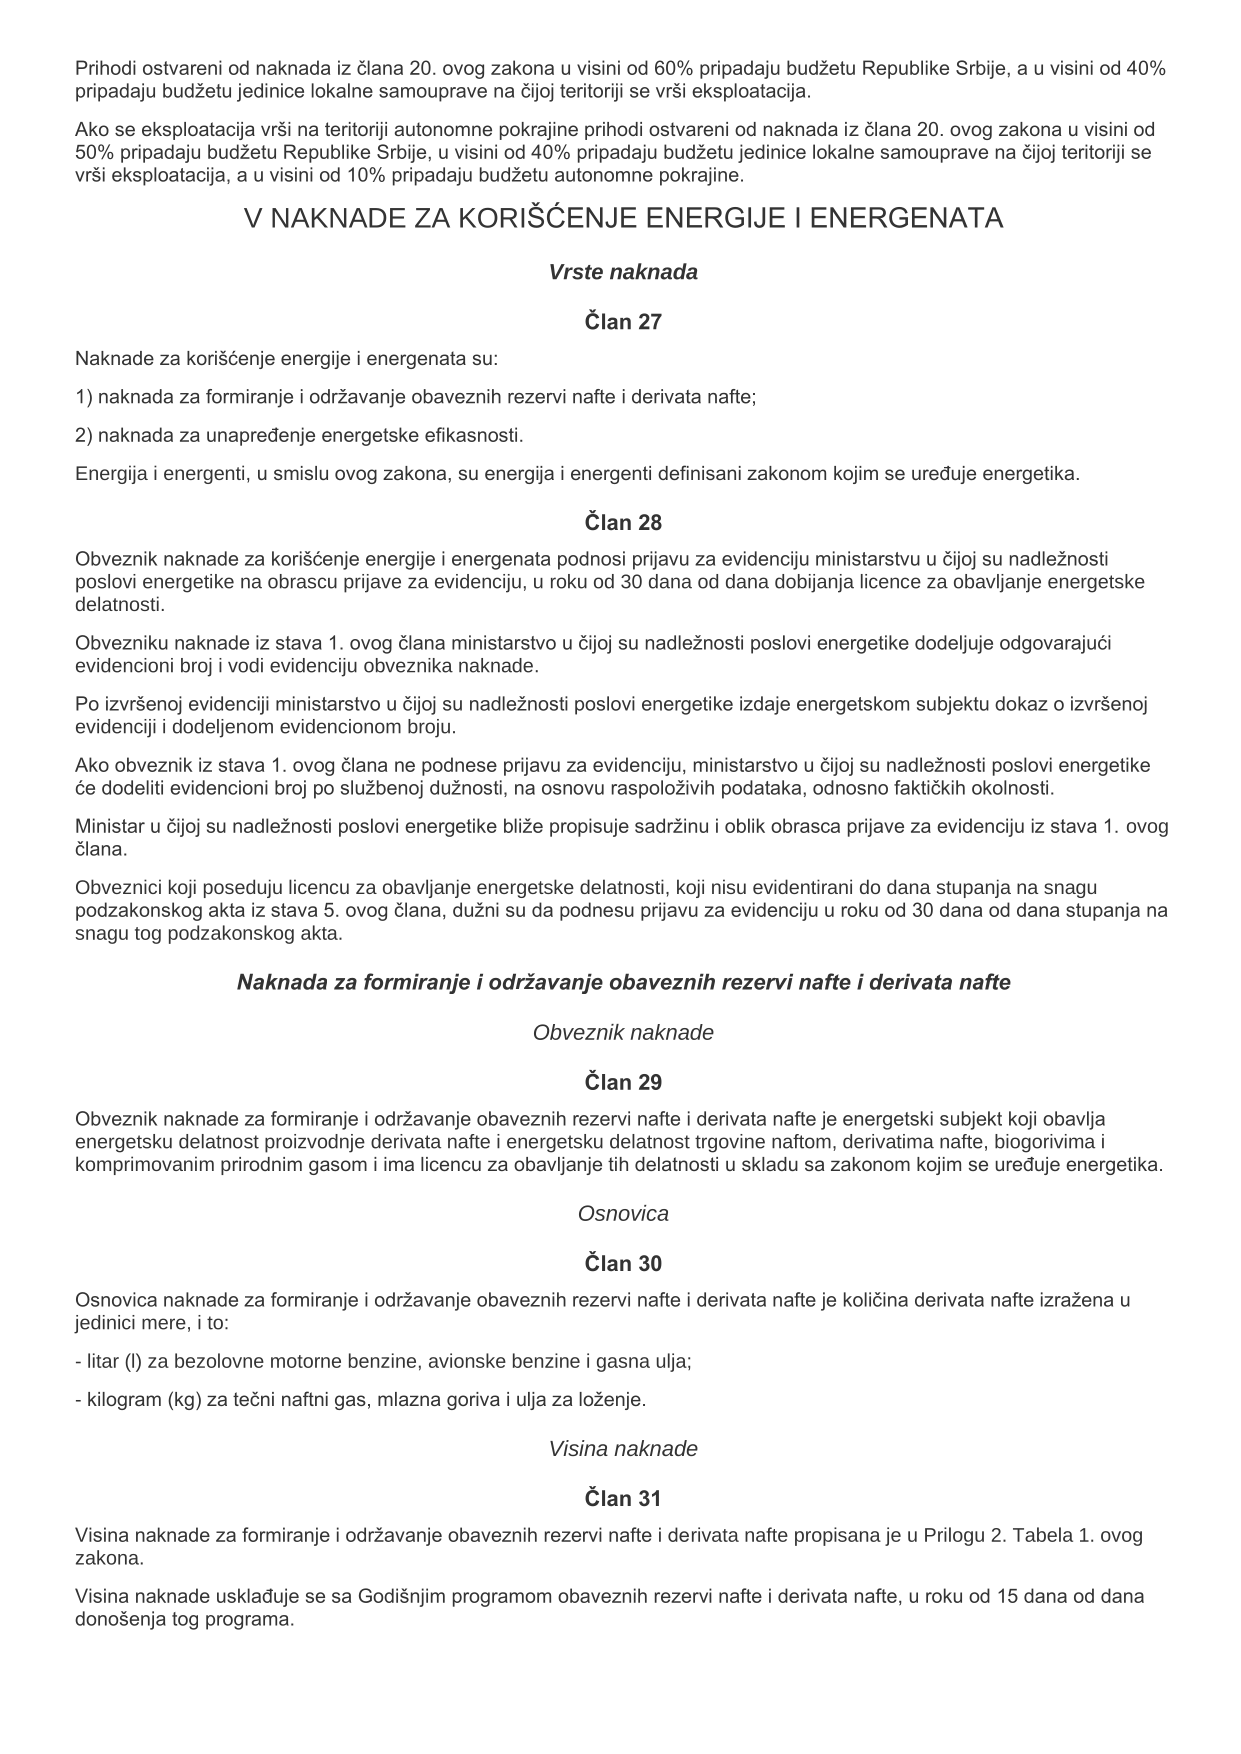 Prihodi ostvareni od naknada iz člana 20. ovog zakona u visini od 60% pripadaju budžetu Republike Srbije, a u visini od 40%
pripadaju budžetu jedinice lokalne samouprave na čijoj teritoriji se vrši eksploatacija.
Ako se eksploatacija vrši na teritoriji autonomne pokrajine prihodi ostvareni od naknada iz člana 20. ovog zakona u visini od
50% pripadaju budžetu Republike Srbije, u visini od 40% pripadaju budžetu jedinice lokalne samouprave na čijoj teritoriji se
vrši eksploatacija, a u visini od 10% pripadaju budžetu autonomne pokrajine.
V NAKNADE ZA KORIŠĆENJE ENERGIJE I ENERGENATA
Vrste naknada
Član 27
Naknade za korišćenje energije i energenata su:
1) naknada za formiranje i održavanje obaveznih rezervi nafte i derivata nafte;
2) naknada za unapređenje energetske efikasnosti.
Energija i energenti, u smislu ovog zakona, su energija i energenti definisani zakonom kojim se uređuje energetika.
Član 28
Obveznik naknade za korišćenje energije i energenata podnosi prijavu za evidenciju ministarstvu u čijoj su nadležnosti
poslovi energetike na obrascu prijave za evidenciju, u roku od 30 dana od dana dobijanja licence za obavljanje energetske
delatnosti.
Obvezniku naknade iz stava 1. ovog člana ministarstvo u čijoj su nadležnosti poslovi energetike dodeljuje odgovarajući
evidencioni broj i vodi evidenciju obveznika naknade.
Po izvršenoj evidenciji ministarstvo u čijoj su nadležnosti poslovi energetike izdaje energetskom subjektu dokaz o izvršenoj
evidenciji i dodeljenom evidencionom broju.
Ako obveznik iz stava 1. ovog člana ne podnese prijavu za evidenciju, ministarstvo u čijoj su nadležnosti poslovi energetike
će dodeliti evidencioni broj po službenoj dužnosti, na osnovu raspoloživih podataka, odnosno faktičkih okolnosti.
Ministar u čijoj su nadležnosti poslovi energetike bliže propisuje sadržinu i oblik obrasca prijave za evidenciju iz stava 1. ovog
člana.
Obveznici koji poseduju licencu za obavljanje energetske delatnosti, koji nisu evidentirani do dana stupanja na snagu
podzakonskog akta iz stava 5. ovog člana, dužni su da podnesu prijavu za evidenciju u roku od 30 dana od dana stupanja na
snagu tog podzakonskog akta.
Naknada za formiranje i održavanje obaveznih rezervi nafte i derivata nafte
Obveznik naknade
Član 29
Obveznik naknade za formiranje i održavanje obaveznih rezervi nafte i derivata nafte je energetski subjekt koji obavlja
energetsku delatnost proizvodnje derivata nafte i energetsku delatnost trgovine naftom, derivatima nafte, biogorivima i
komprimovanim prirodnim gasom i ima licencu za obavljanje tih delatnosti u skladu sa zakonom kojim se uređuje energetika.
Osnovica
Član 30
Osnovica naknade za formiranje i održavanje obaveznih rezervi nafte i derivata nafte je količina derivata nafte izražena u
jedinici mere, i to:
- litar (l) za bezolovne motorne benzine, avionske benzine i gasna ulja;
- kilogram (kg) za tečni naftni gas, mlazna goriva i ulja za loženje.
Visina naknade
Član 31
Visina naknade za formiranje i održavanje obaveznih rezervi nafte i derivata nafte propisana je u Prilogu 2. Tabela 1. ovog
zakona.
Visina naknade usklađuje se sa Godišnjim programom obaveznih rezervi nafte i derivata nafte, u roku od 15 dana od dana
donošenja tog programa.